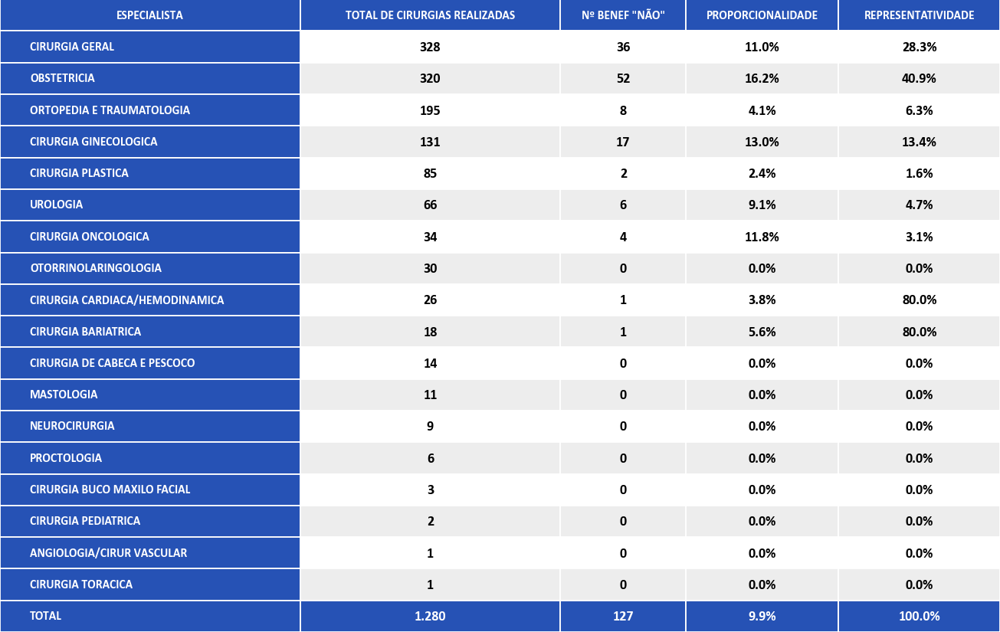 ESPECIALISTA TOTAL DE CIRURGIAS REALIZADAS Nº BENEF "NÃO" PROPORCIONALIDADE REPRESENTATIVIDADE
CIRURGIA GERAL 328 36 11.0% 28.3%
OBSTETRICIA 320 52 16.2% 40.9%
ORTOPEDIA E TRAUMATOLOGIA 195 8 4.1% 6.3%
CIRURGIA GINECOLOGICA 131 17 13.0% 13.4%
CIRURGIA PLASTICA 85 2 2.4% 1.6%
UROLOGIA 66 6 9.1% 4.7%
CIRURGIA ONCOLOGICA 34 4 11.8% 3.1%
OTORRINOLARINGOLOGIA 30 0 0.0% 0.0%
CIRURGIA CARDIACA/HEMODINAMICA 26 1 3.8% 80.0%
CIRURGIA BARIATRICA 18 1 5.6% 80.0%
CIRURGIA DE CABECA E PESCOCO 14 0 0.0% 0.0%
MASTOLOGIA 11 0 0.0% 0.0%
NEUROCIRURGIA 9 0 0.0% 0.0%
PROCTOLOGIA 6 0 0.0% 0.0%
CIRURGIA BUCO MAXILO FACIAL 3 0 0.0% 0.0%
CIRURGIA PEDIATRICA 2 0 0.0% 0.0%
ANGIOLOGIA/CIRUR VASCULAR 1 0 0.0% 0.0%
CIRURGIA TORACICA 1 0 0.0% 0.0%
TOTAL 1.280 127 9.9% 100.0%